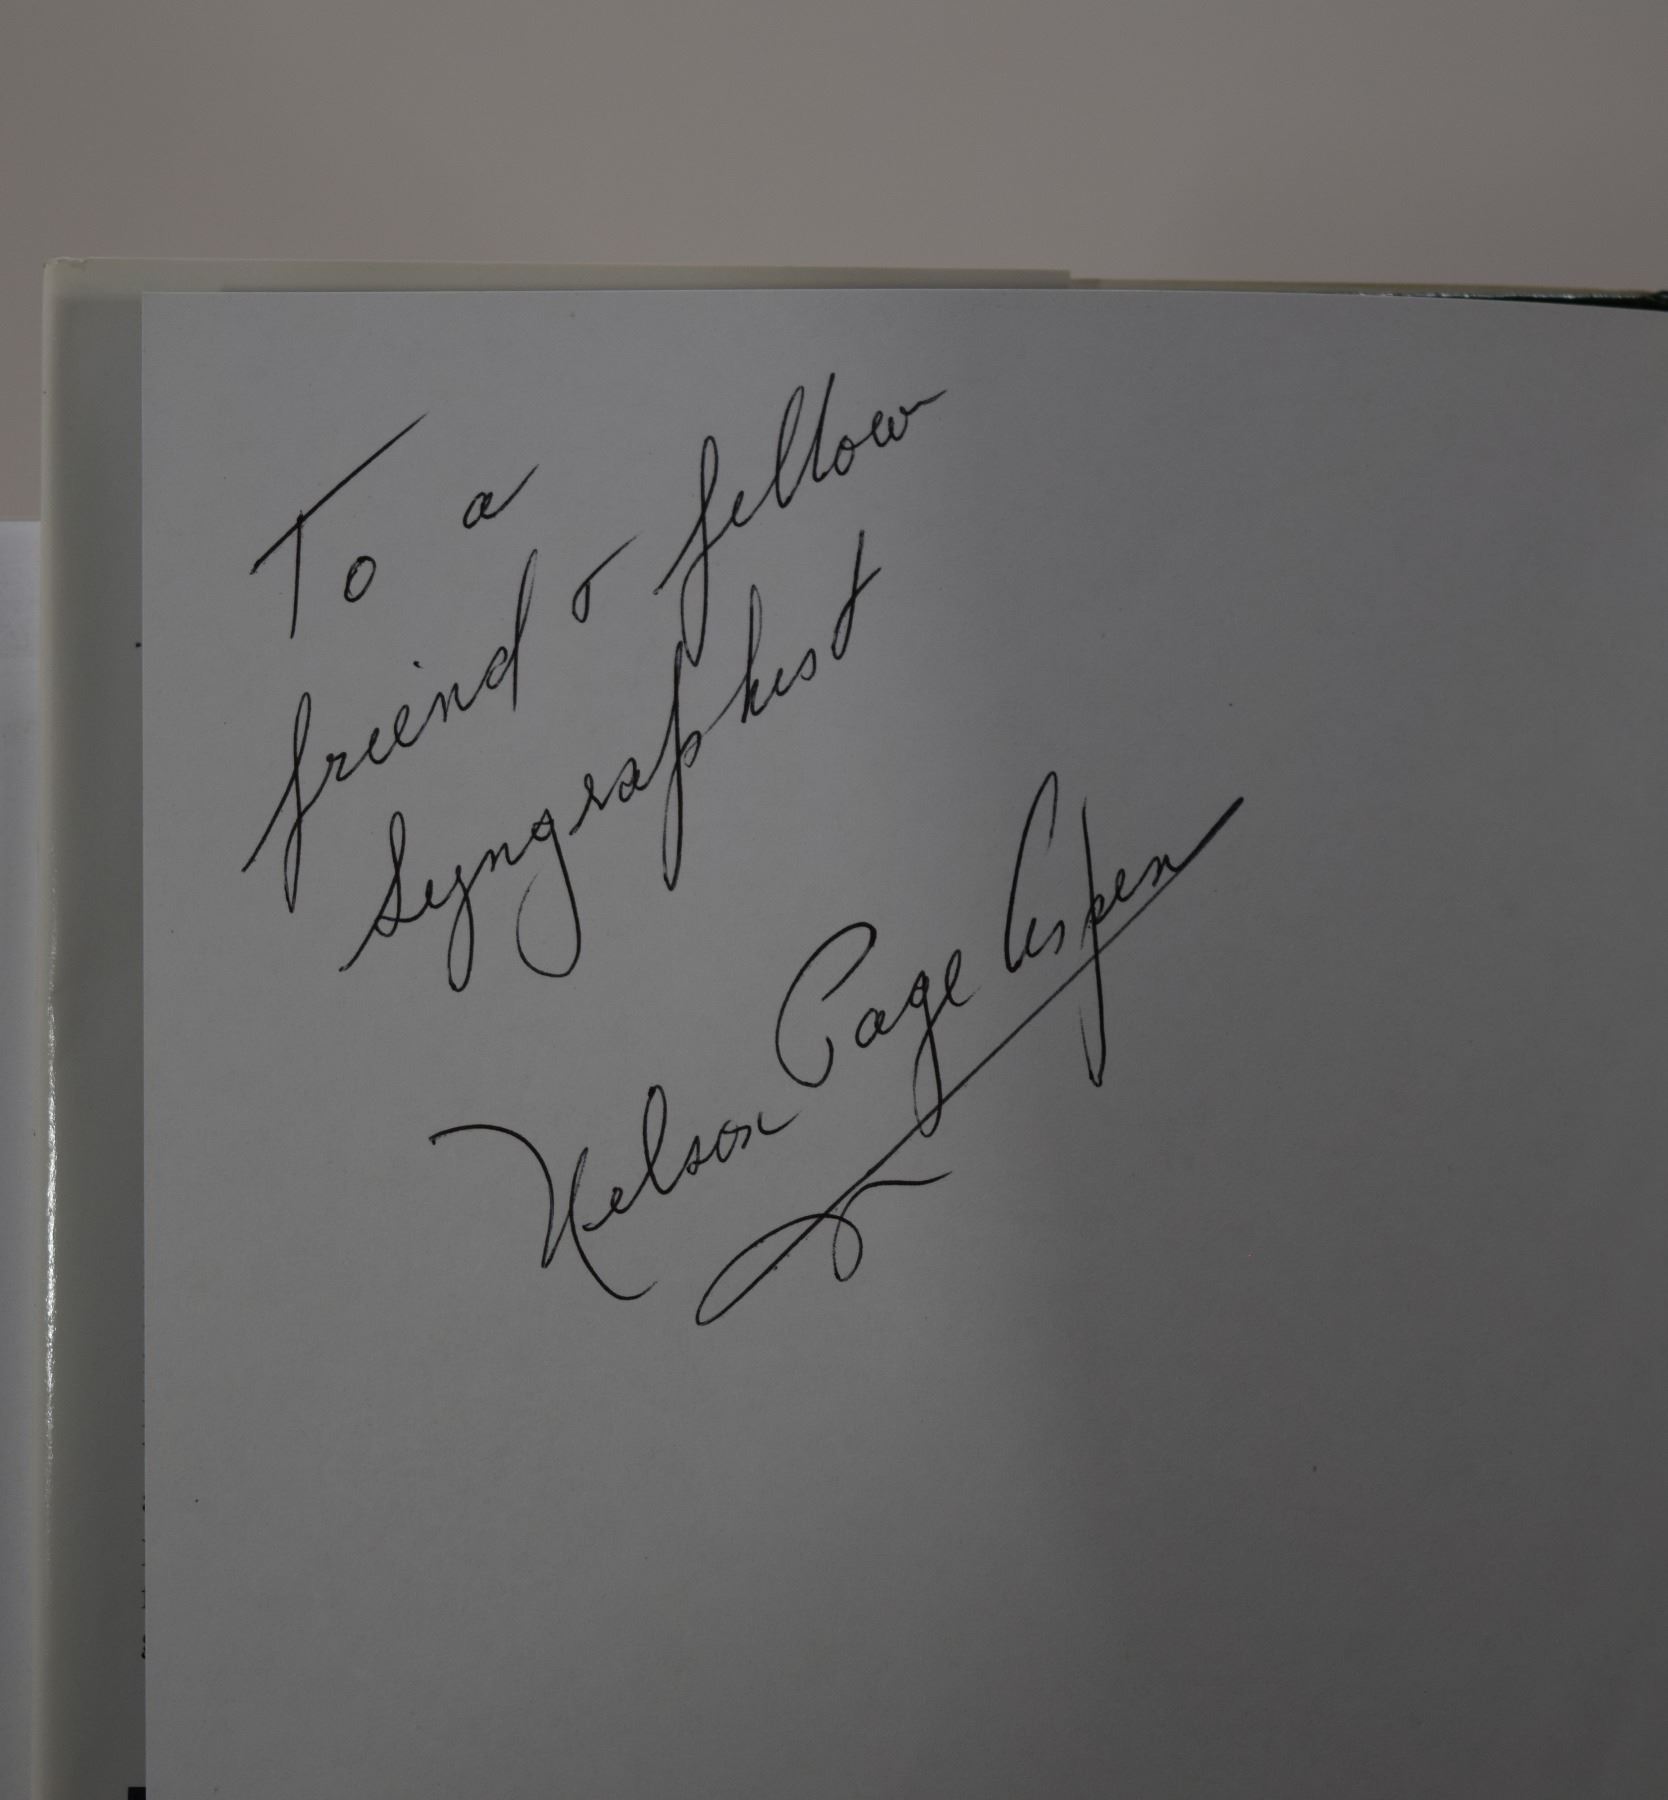 To a
friend & fellow
Syngraphist
Nelson Page Aspen